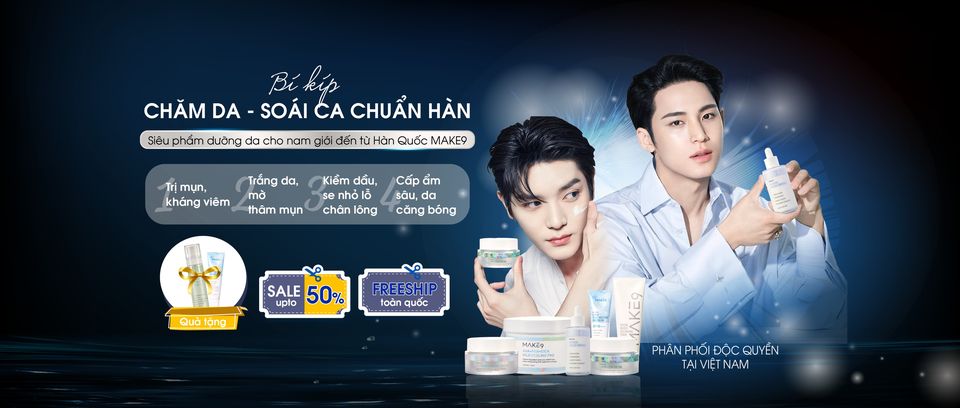 Bí kíp
CHĂM DA - SOÁI CA CHUẨN HÀN
Siêu phẩm dưỡng da cho nam giới đến từ Hàn Quốc MAKE9
1
Trị mụn,
kháng viêm
2
Trắng da,
mờ
thâm mụn
3
Kiềm dầu,
se nhỏ lỗ
chân lông
4
Cấp ẩm
sâu, da
căng bóng
Quà tặng
SALE
upto
50%
FREESHIP
toàn quốc
MAKE9
MAKE9
PHÂN PHỐI ĐỘC QUYỀN
TẠI VIỆT NAM